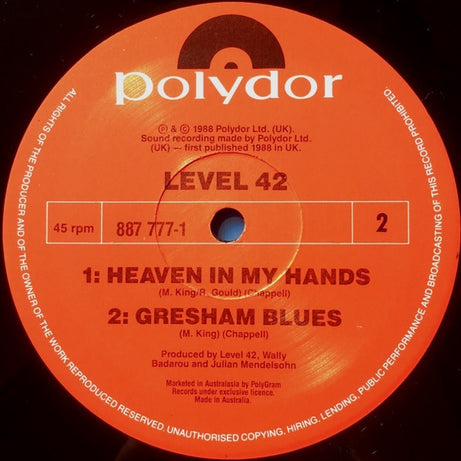 polydor
℗ & © 1988 Polydor Ltd. (UK).
Sound recording made by Polydor Ltd.
(UK) — first published 1988 in UK.
LEVEL 42
45 rpm 887 777-1 2
1: HEAVEN IN MY HANDS
(M. King/R. Gould) (Chappell)
2: GRESHAM BLUES
(M. King) (Chappell)
Produced by Level 42, Wally
Badarou and Julian Mendelsohn
Marketed in Australasia by PolyGram
Records under exclusive licence.
Made in Australia.
ALL RIGHTS OF THE PRODUCER AND OF THE OWNER OF THE WORK REPRODUCED RESERVED. UNAUTHORISED COPYING, HIRING, LENDING, PUBLIC PERFORMANCE AND BROADCASTING OF THIS RECORD PROHIBITED